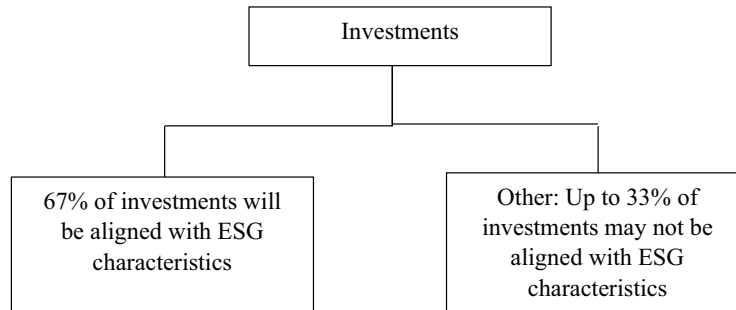 Investments
67% of investments will
be aligned with ESG
characteristics
Other: Up to 33% of
investments may not be
aligned with ESG
characteristics